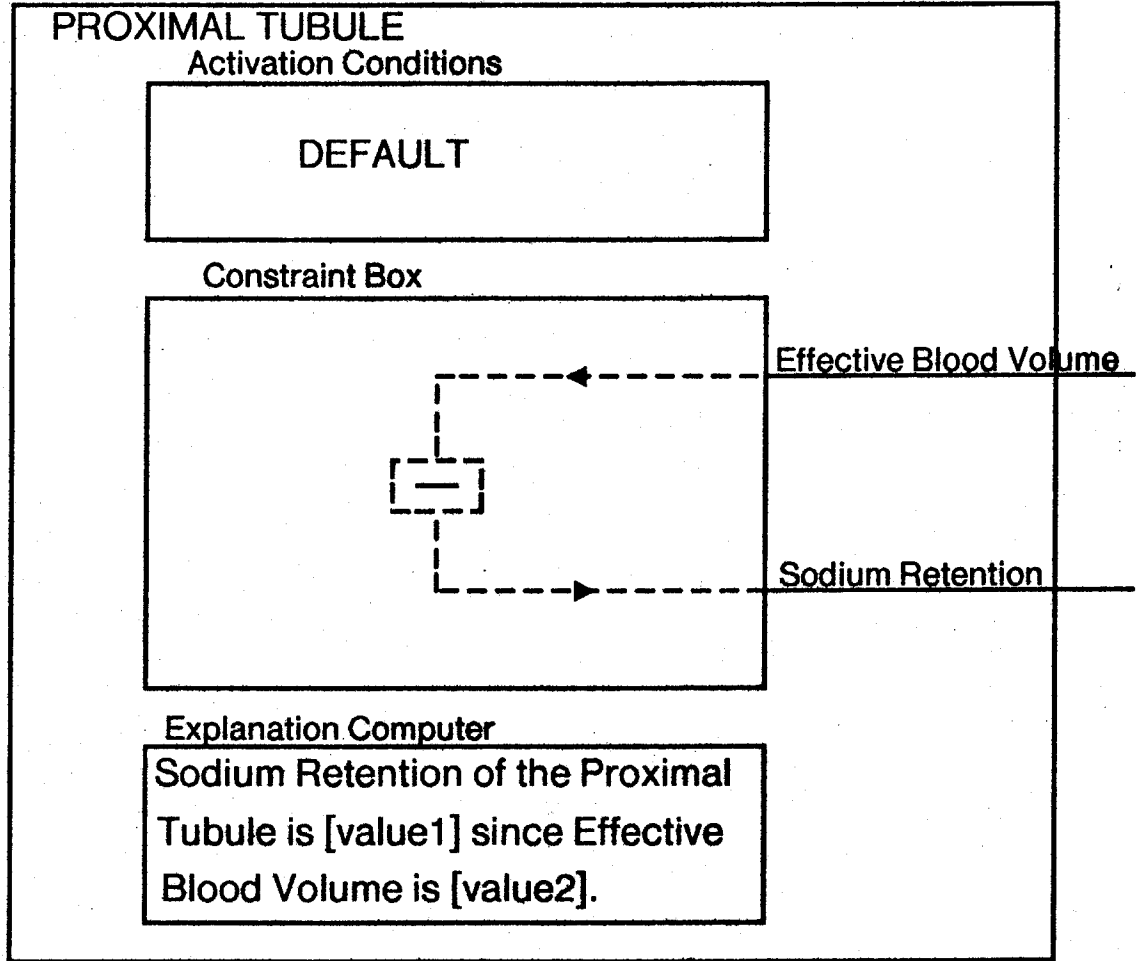 PROXIMAL TUBULE
Activation Conditions
DEFAULT
Constraint Box
Effective Blood Volume
—
Sodium Retention
Explanation Computer
Sodium Retention of the Proximal
Tubule is [value1] since Effective
Blood Volume is [value2].